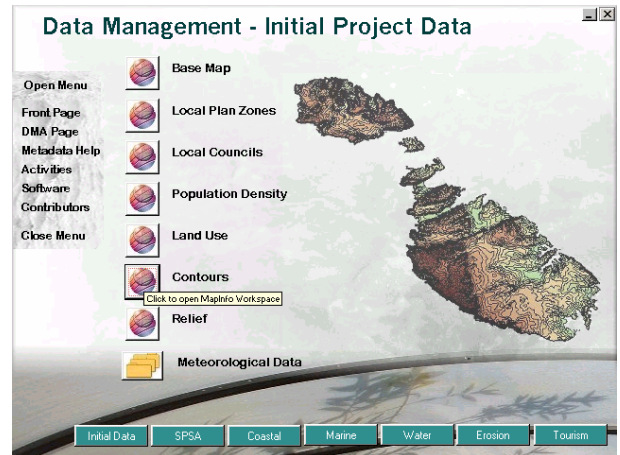 Data Management - Initial Project Data
Open Menu
Front Page
DMA Page
Metadata Help
Activities
Software
Contributors
Close Menu
Base Map
Local Plan Zones
Local Councils
Population Density
Land Use
Contours
Click to open MapInfo Workspace
Relief
Meteorological Data
Initial Data
SPSA
Coastal
Marine
Water
Erosion
Tourism